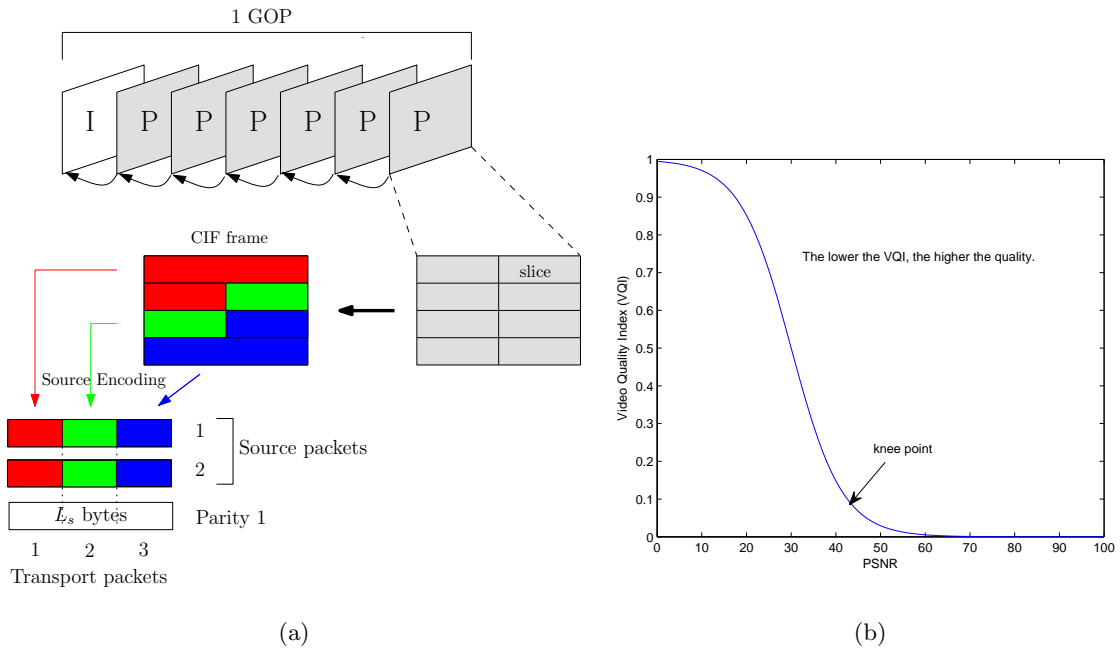 1 GOP
I P P P P P P
CIF frame
slice
Source Encoding
1
2
Source packets
L_s bytes
Parity 1
1 2 3
Transport packets
(a)
Video Quality Index (VQI)
1
0.9
0.8
0.7
0.6
0.5
0.4
0.3
0.2
0.1
0
The lower the VQI, the higher the quality.
knee point
0 10 20 30 40 50 60 70 80 90 100
PSNR
(b)